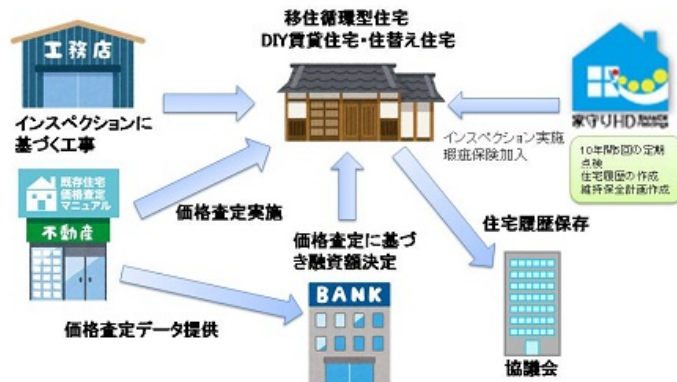 移住循環型住宅
DIY賃貸住宅・住替え住宅
工務店
インスペクションに
基づく工事
家守りHD
インスペクション実施
瑕疵保険加入
10年間5回の定期
点検
住宅履歴の作成
維持保全計画作成
既存住宅
価格査定
マニュアル
不動産
価格査定実施
価格査定に基づ
き融資額決定
住宅履歴保存
BANK
価格査定データ提供
協議会